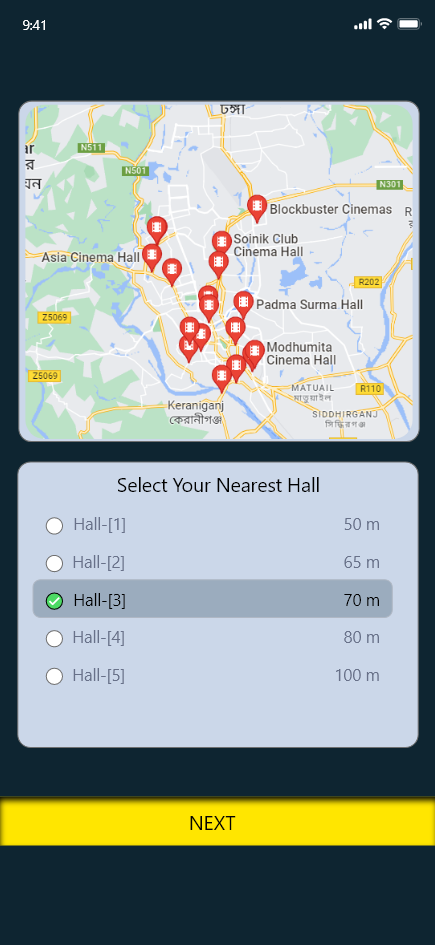 9:41
ঢঙ্গা
N511
N501
র
য়ন
N301
Blockbuster Cinemas
Soinik Club
Cinema Hall
Asia Cinema Hall
R202
Padma Surma Hall
Z5069
Modhumita
Cinema Hall
Z5069
MATUAIL
মাতুয়াইল
R110
Keraniganj
কেরানীগঞ্জ
SIDDHIRGANJ
সিদ্ধিরগঞ্জ
Select Your Nearest Hall
Hall-[1] 50 m
Hall-[2] 65 m
Hall-[3] 70 m
Hall-[4] 80 m
Hall-[5] 100 m
NEXT